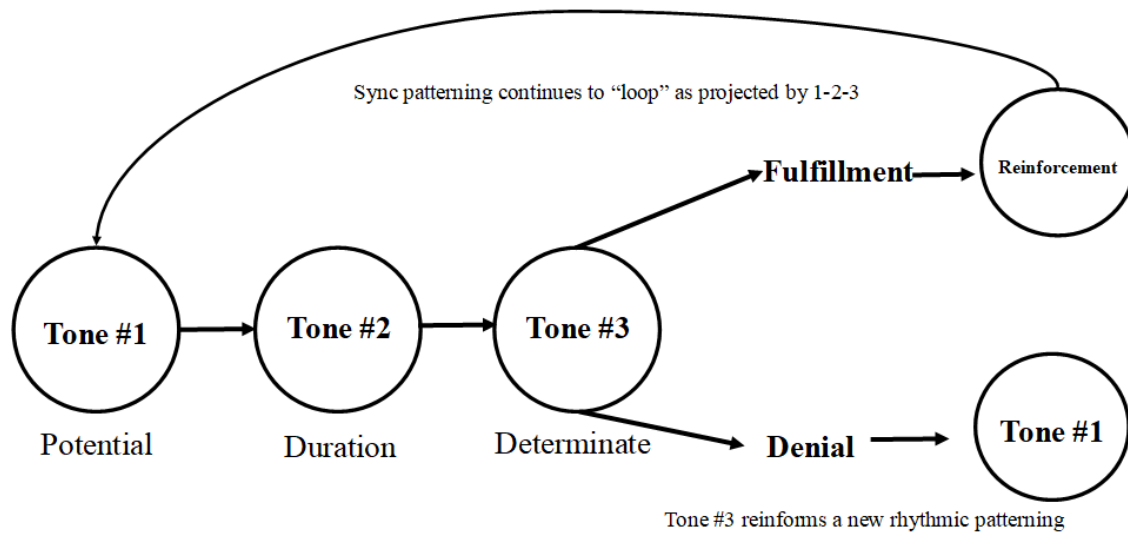 Sync patterning continues to “loop” as projected by 1-2-3
Fulfillment
Reinforcement
Tone #1
Tone #2
Tone #3
Potential
Duration
Determinate
Denial
Tone #1
Tone #3 reinforms a new rhythmic patterning